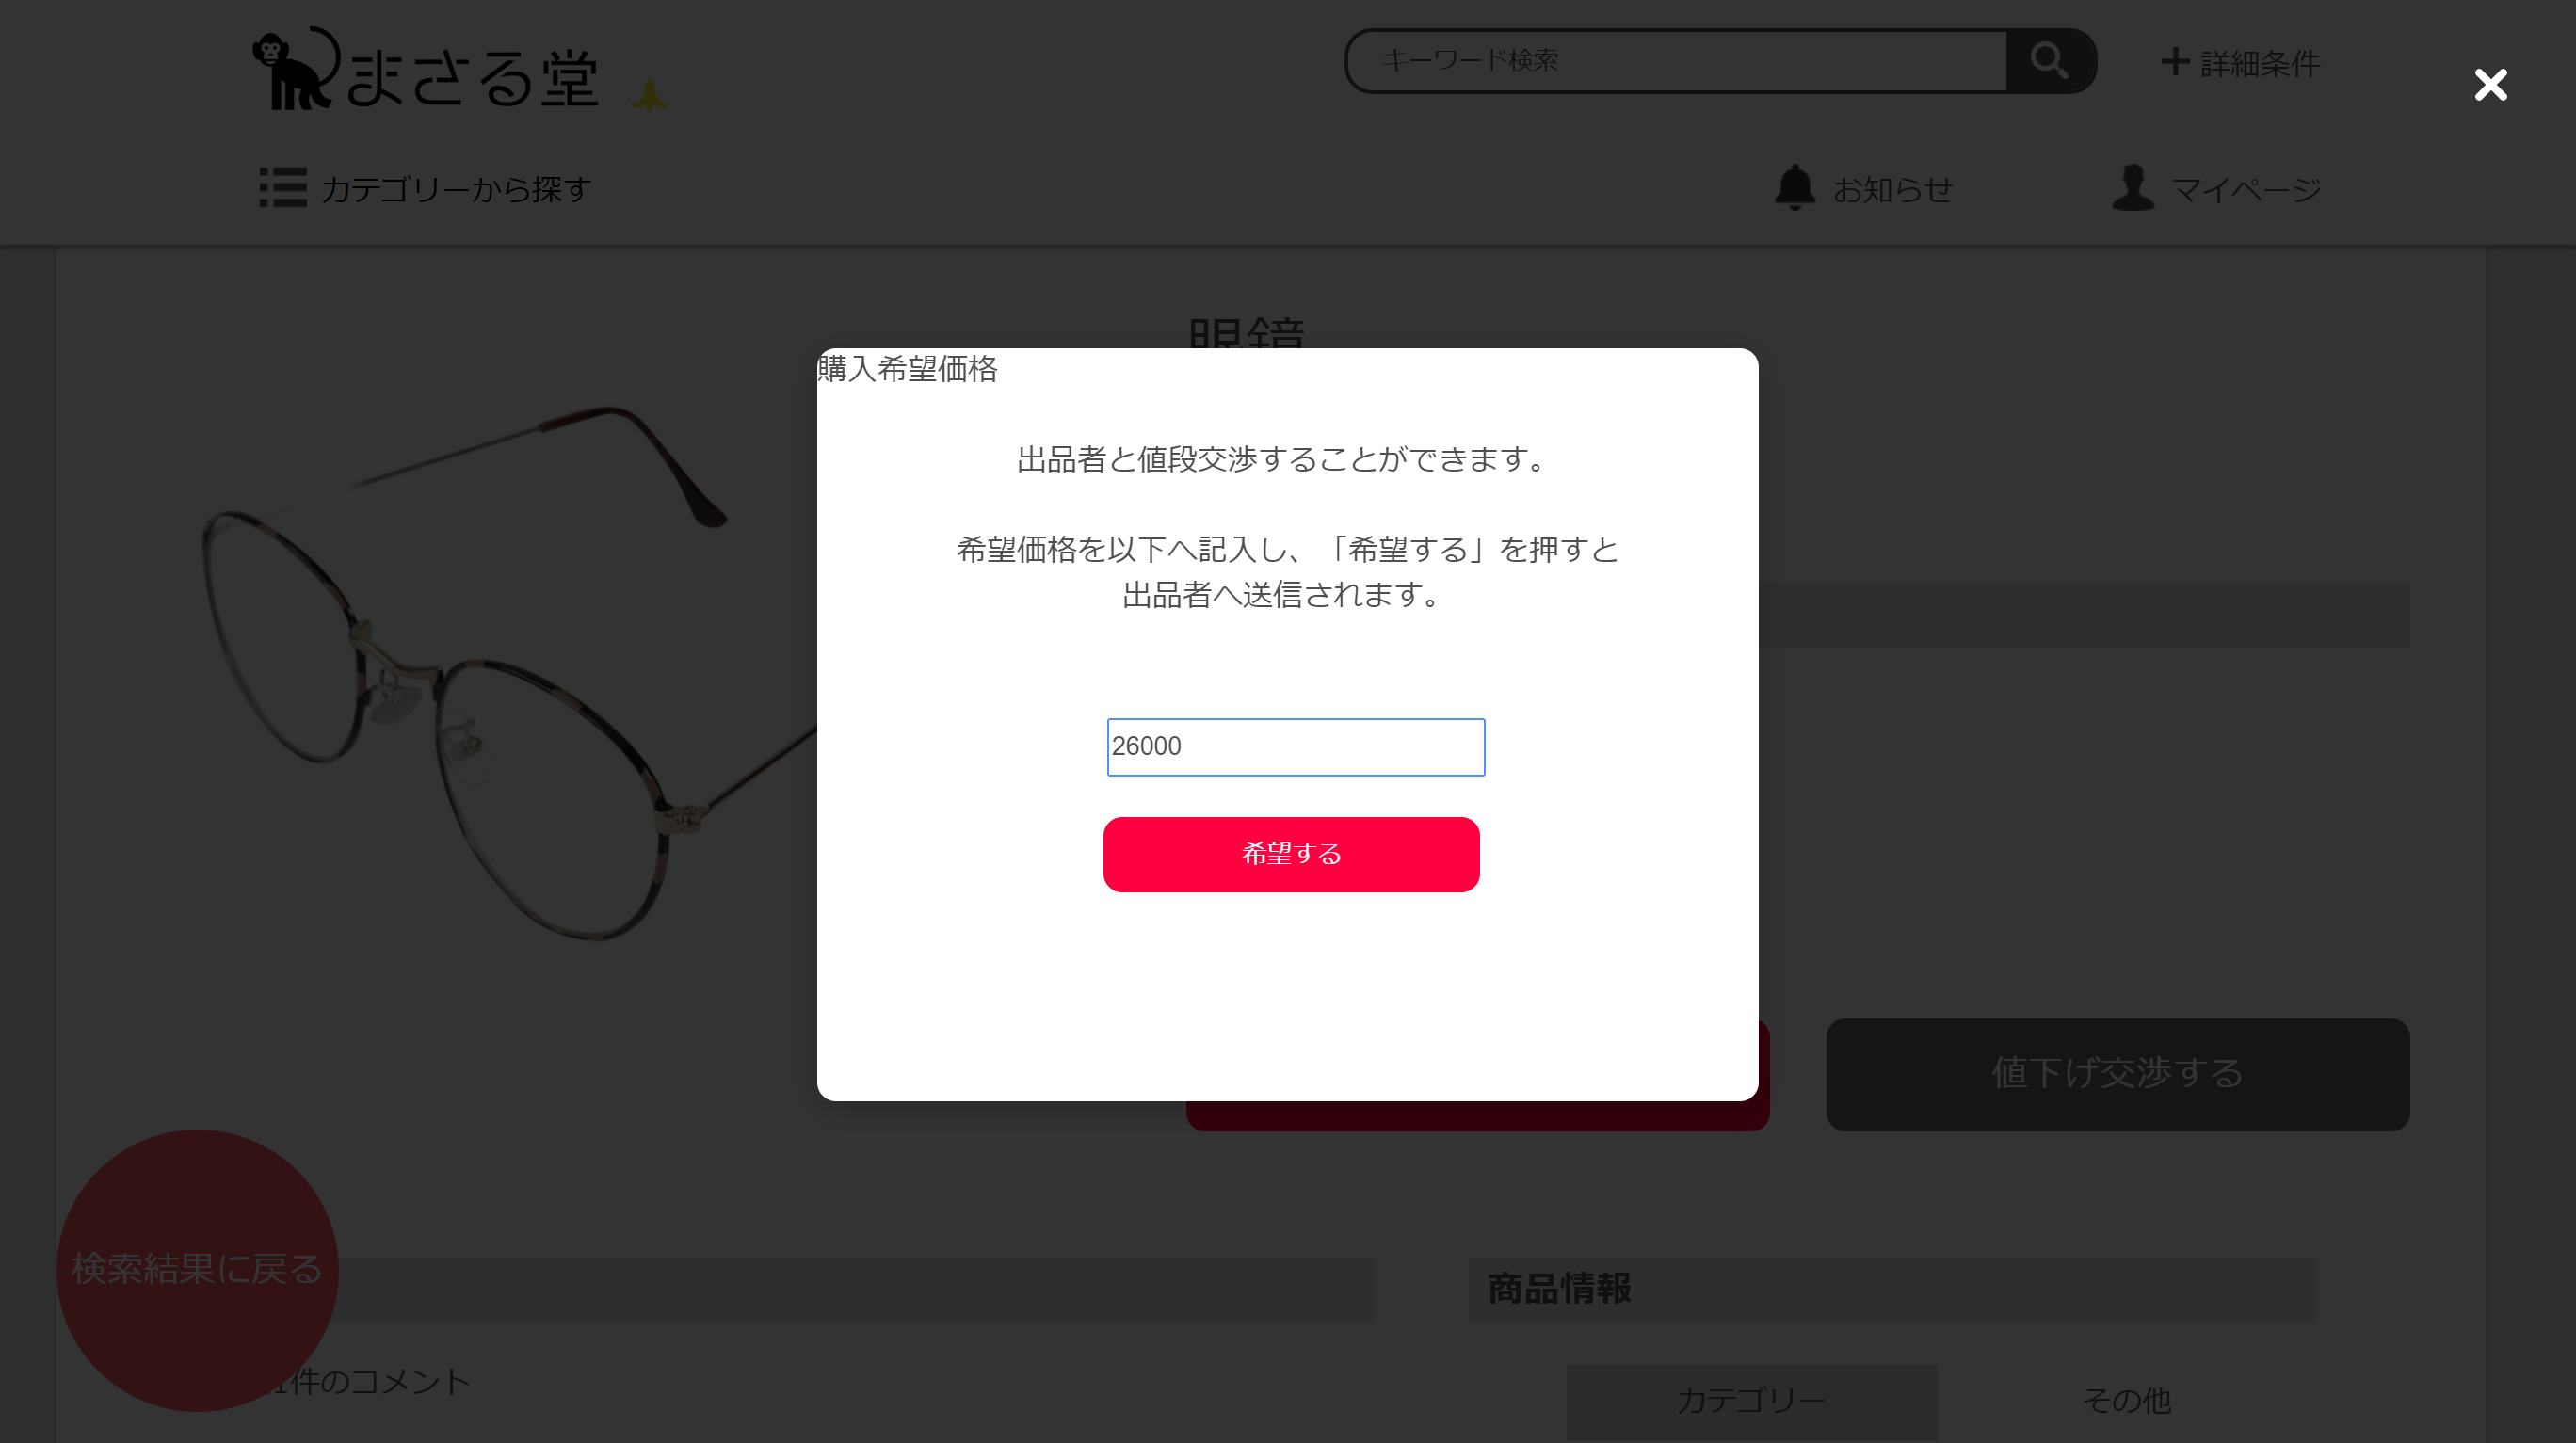 まさる堂
キーワード検索
詳細条件
カテゴリーから探す
お知らせ
マイページ
眼鏡
購入希望価格
出品者と値段交渉することができます。
希望価格を以下へ記入し、「希望する」を押すと
出品者へ送信されます。
26000
希望する
値下げ交渉する
検索結果に戻る
商品情報
1件のコメント
カテゴリー
その他